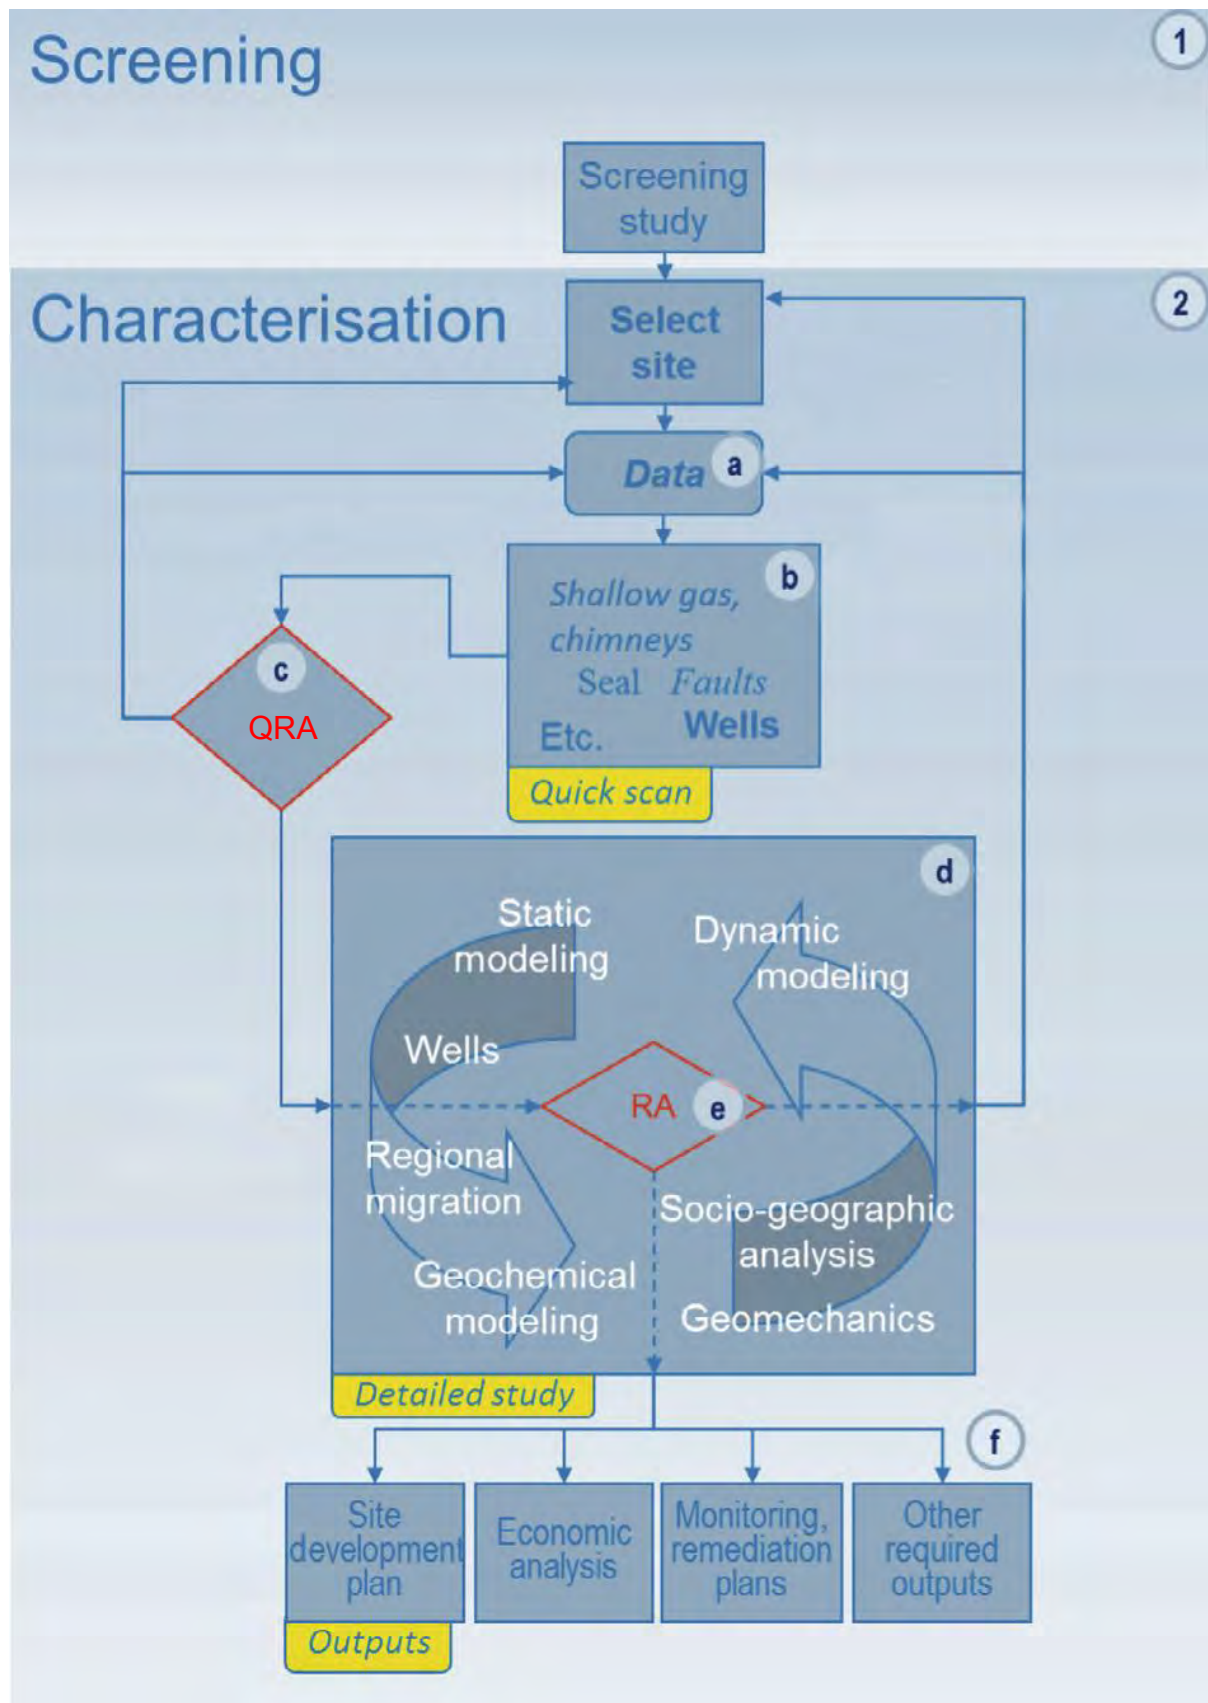 Screening
1
Screening
study
Characterisation
2
Select
site
Data
a
b
Shallow gas,
chimneys
Seal Faults
Etc. Wells
Quick scan
c
QRA
d
Static
modeling
Dynamic
modeling
Wells
RA
e
Regional
migration
Socio-geographic
analysis
Geochemical
modeling
Geomechanics
Detailed study
f
Site
development
plan
Economic
analysis
Monitoring,
remediation
plans
Other
required
outputs
Outputs